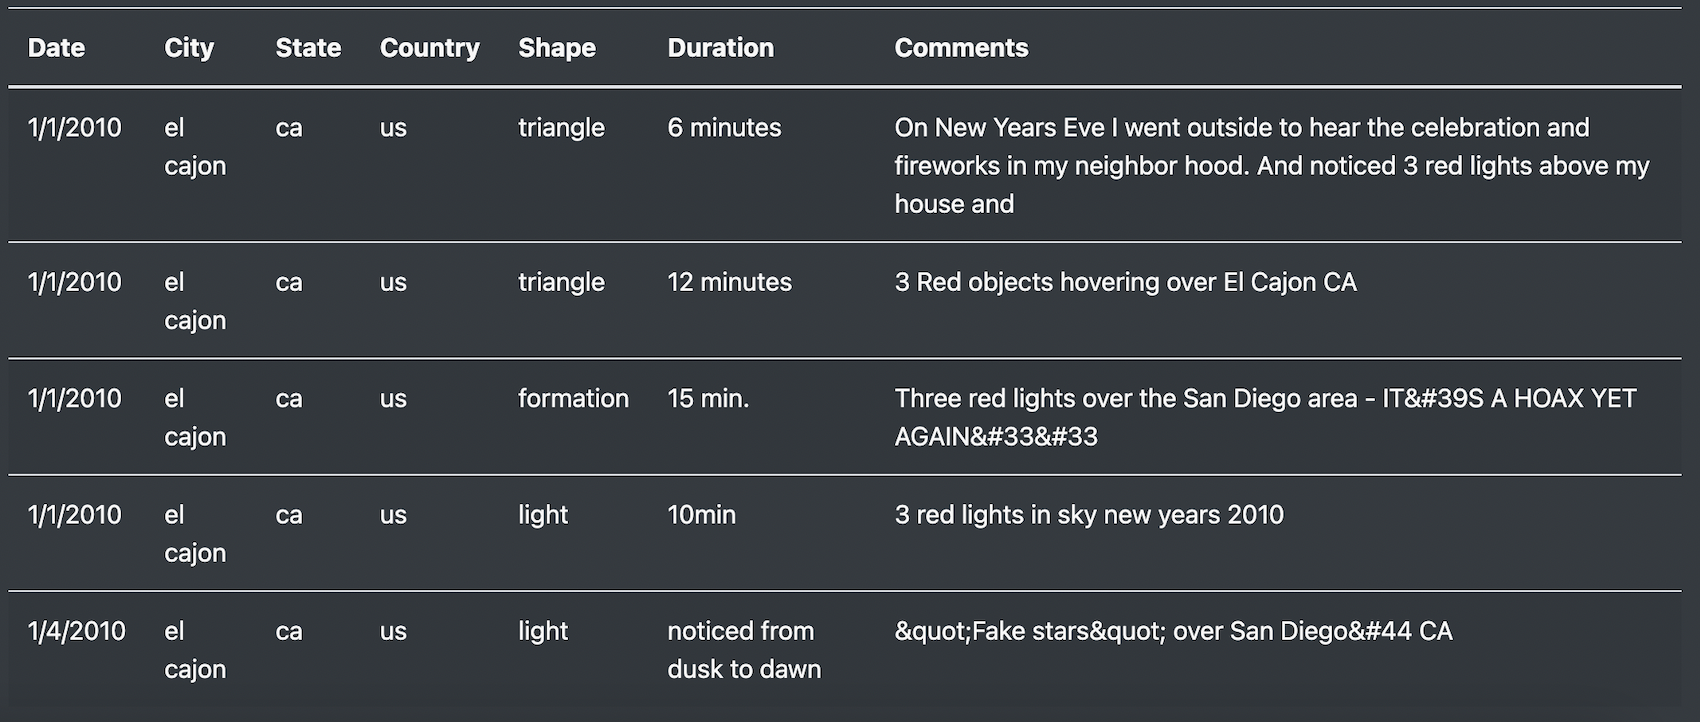 Date City State Country Shape Duration Comments
1/1/2010 el ca us triangle 6 minutes On New Years Eve I went outside to hear the celebration and
cajon fireworks in my neighbor hood. And noticed 3 red lights above my
house and
1/1/2010 el ca us triangle 12 minutes 3 Red objects hovering over El Cajon CA
cajon
1/1/2010 el ca us formation 15 min. Three red lights over the San Diego area - IT&#39S A HOAX YET
cajon AGAIN&#33&#33
1/1/2010 el ca us light 10min 3 red lights in sky new years 2010
cajon
1/4/2010 el ca us light noticed from &quot;Fake stars&quot; over San Diego&#44 CA
cajon dusk to dawn